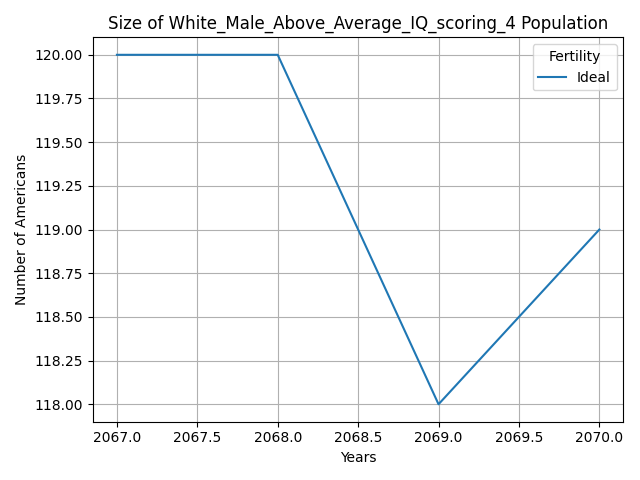 Size of White_Male_Above_Average_IQ_scoring_4 Population
Fertility
Ideal
Number of Americans
120.00
119.75
119.50
119.25
119.00
118.75
118.50
118.25
118.00
2067.0 2067.5 2068.0 2068.5 2069.0 2069.5 2070.0
Years